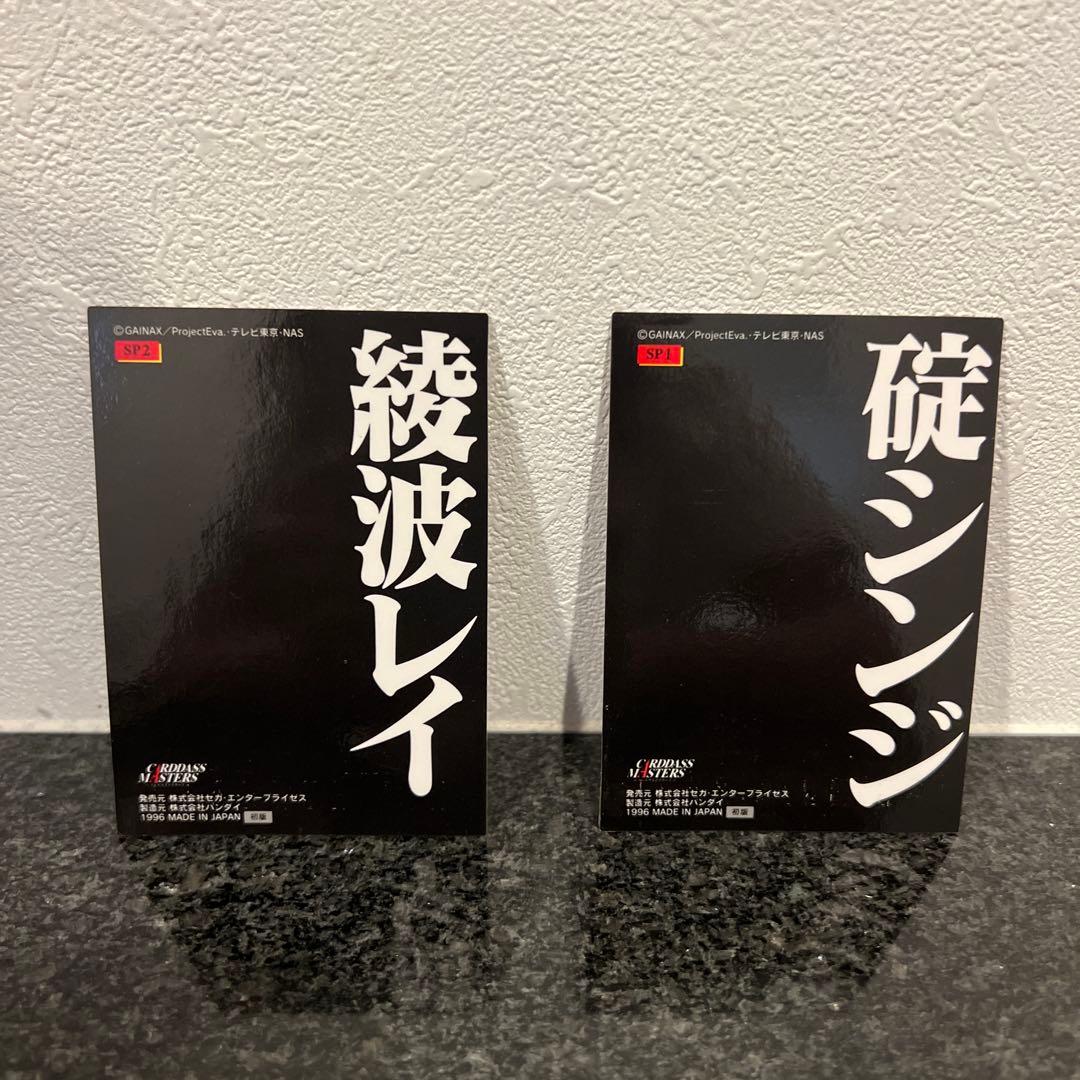 ©GAINAX／ProjectEva.・テレビ東京・NAS
SP2
綾波レイ
CARDDASS
MASTERS
発売元 株式会社セガ・エンタープライゼス
製造元 株式会社バンダイ
1996 MADE IN JAPAN 初版
©GAINAX／ProjectEva.・テレビ東京・NAS
SP1
碇シンジ
CARDDASS
MASTERS
発売元 株式会社セガ・エンタープライゼス
製造元 株式会社バンダイ
1996 MADE IN JAPAN 初版